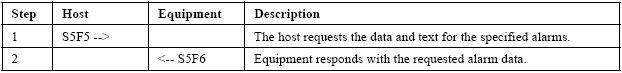 Step Host Equipment Description
1 S5F5 --> The host requests the data and text for the specified alarms.
2 <-- S5F6 Equipment responds with the requested alarm data.